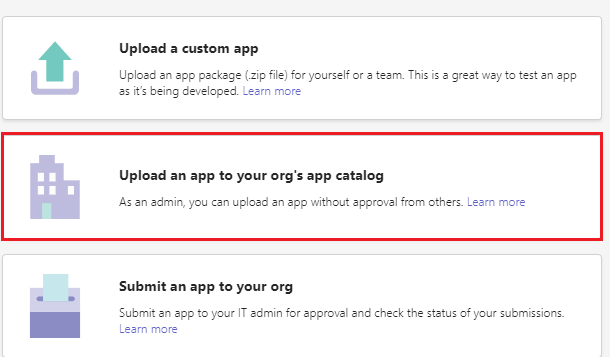 Upload a custom app
Upload an app package (.zip file) for yourself or a team. This is a great way to test an app
as it's being developed. Learn more
Upload an app to your org's app catalog
As an admin, you can upload an app without approval from others. Learn more
Submit an app to your org
Submit an app to your IT admin for approval and check the status of your submissions.
Learn more